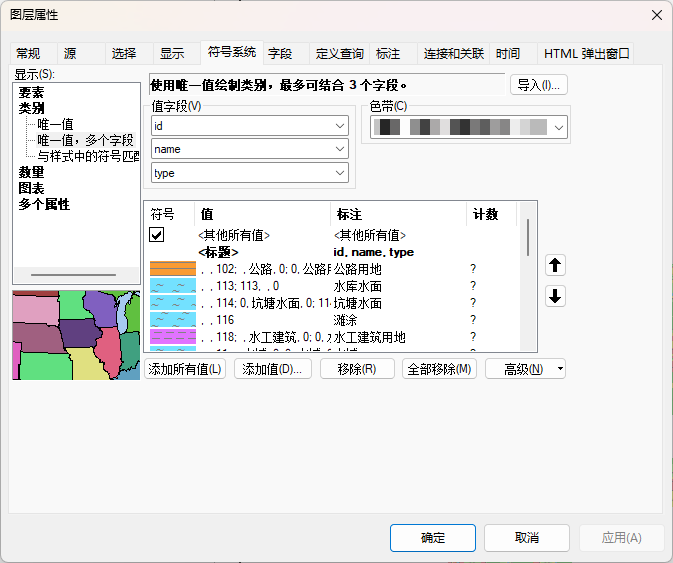 图层属性
常规 源 选择 显示 符号系统 字段 定义查询 标注 连接和关联 时间 HTML 弹出窗口
显示(S):
要素
类别
唯一值
唯一值，多个字段
与样式中的符号匹配
数量
图表
多个属性
使用唯一值绘制类别，最多可结合 3 个字段。
导入(I)...
值字段(V)
id
name
type
色带(C)
符号 值 标注 计数
<其他所有值> <其他所有值>
<标题> id, name, type
, , 102; , 公路, 0; 0, 公路用 公路用地 ?
, , 113; 113, , 0 水库水面 ?
, , 114; 0, 坑塘水面, 0; 11 坑塘水面 ?
, , 116 滩涂 ?
, , 118; , 水工建筑, 0; 0, 水工建筑用地 ?
添加所有值(L) 添加值(D)... 移除(R) 全部移除(M) 高级(N)
确定 取消 应用(A)